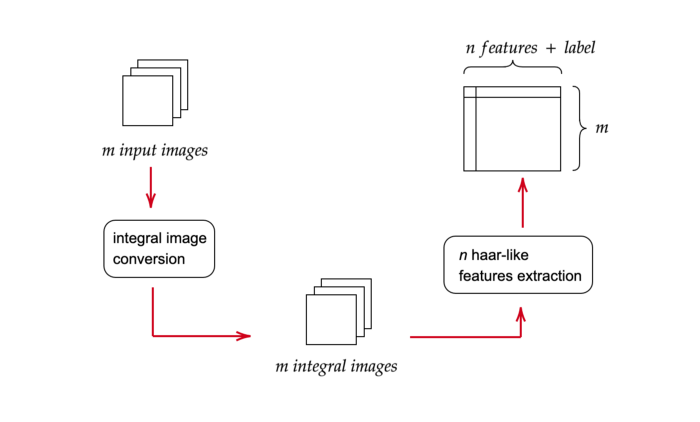 m input images
integral image
conversion
m integral images
n haar-like
features extraction
n features + label
m